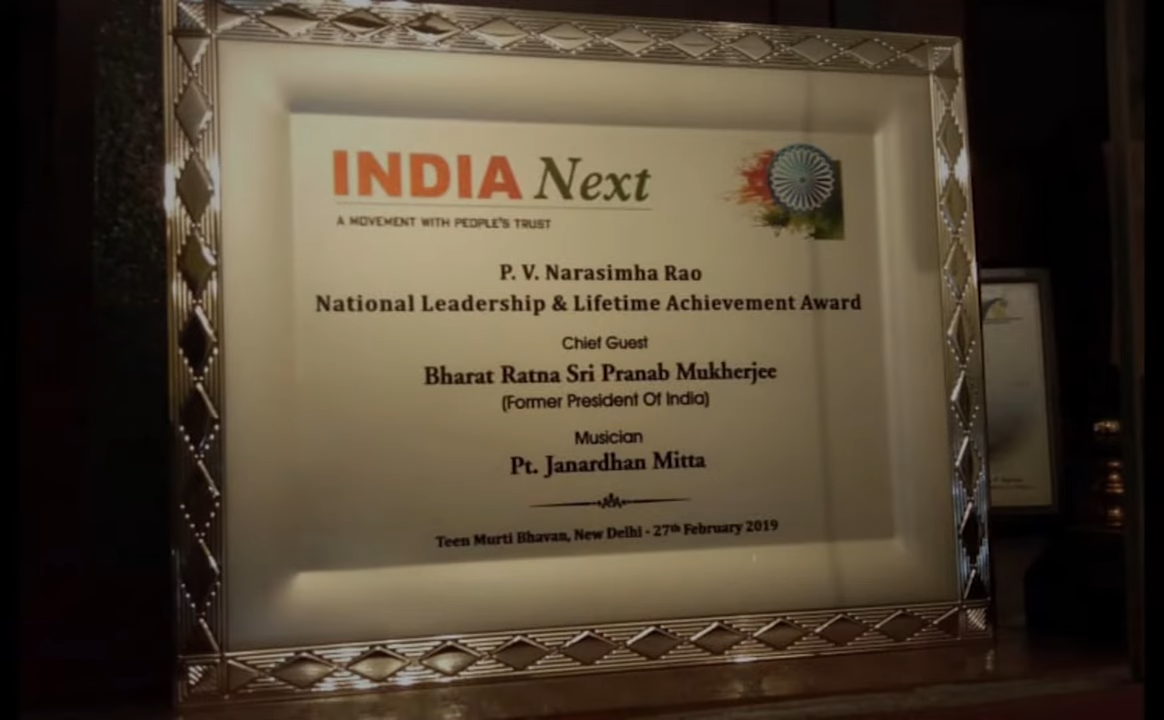 INDIA Next
A MOVEMENT WITH PEOPLE'S TRUST
P. V. Narasimha Rao
National Leadership & Lifetime Achievement Award
Chief Guest
Bharat Ratna Sri Pranab Mukherjee
(Former President Of India)
Musician
Pt. Janardhan Mitta
Teen Murti Bhavan, New Delhi - 27th February 2019